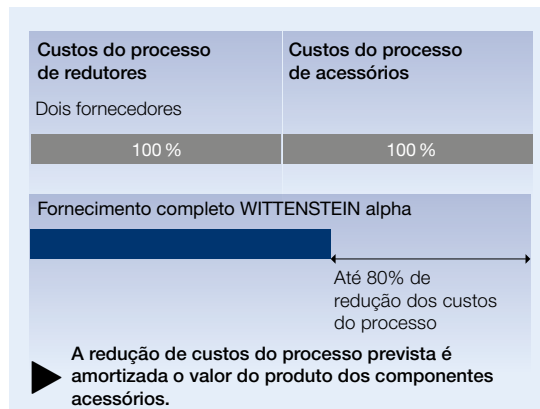 Custos do processo
de redutores
Custos do processo
de acessórios
Dois fornecedores
100 %
100 %
Fornecimento completo WITTENSTEIN alpha
Até 80% de
redução dos custos
do processo
A redução de custos do processo prevista é
amortizada o valor do produto dos componentes
acessórios.